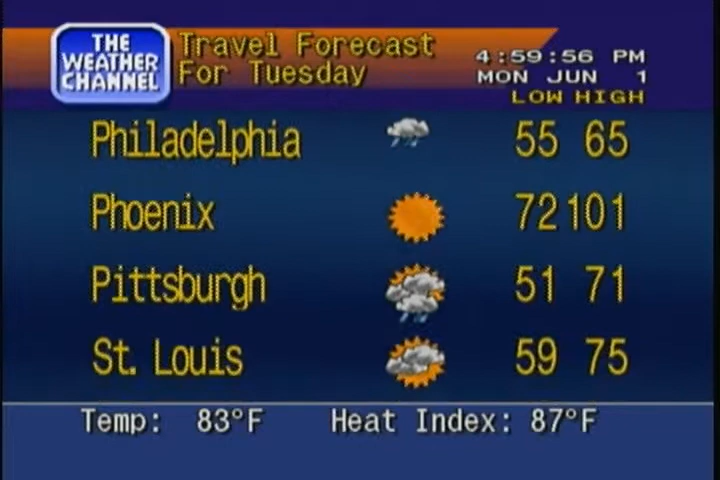 THE
WEATHER
CHANNEL
Travel Forecast
For Tuesday
4:59:56 PM
MON JUN 1
LOW HIGH
Philadelphia 55 65
Phoenix 72 101
Pittsburgh 51 71
St. Louis 59 75
Temp: 83°F Heat Index: 87°F